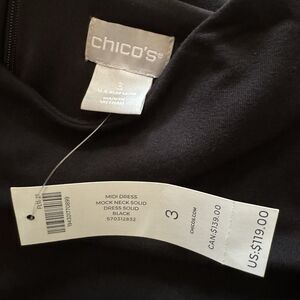 chico's®
3
MIDI DRESS
MOCK NECK SOLID
DRESS SOLID
BLACK
570312932
3
CHICOS.COM
CAN:$139.00
US:$119.00